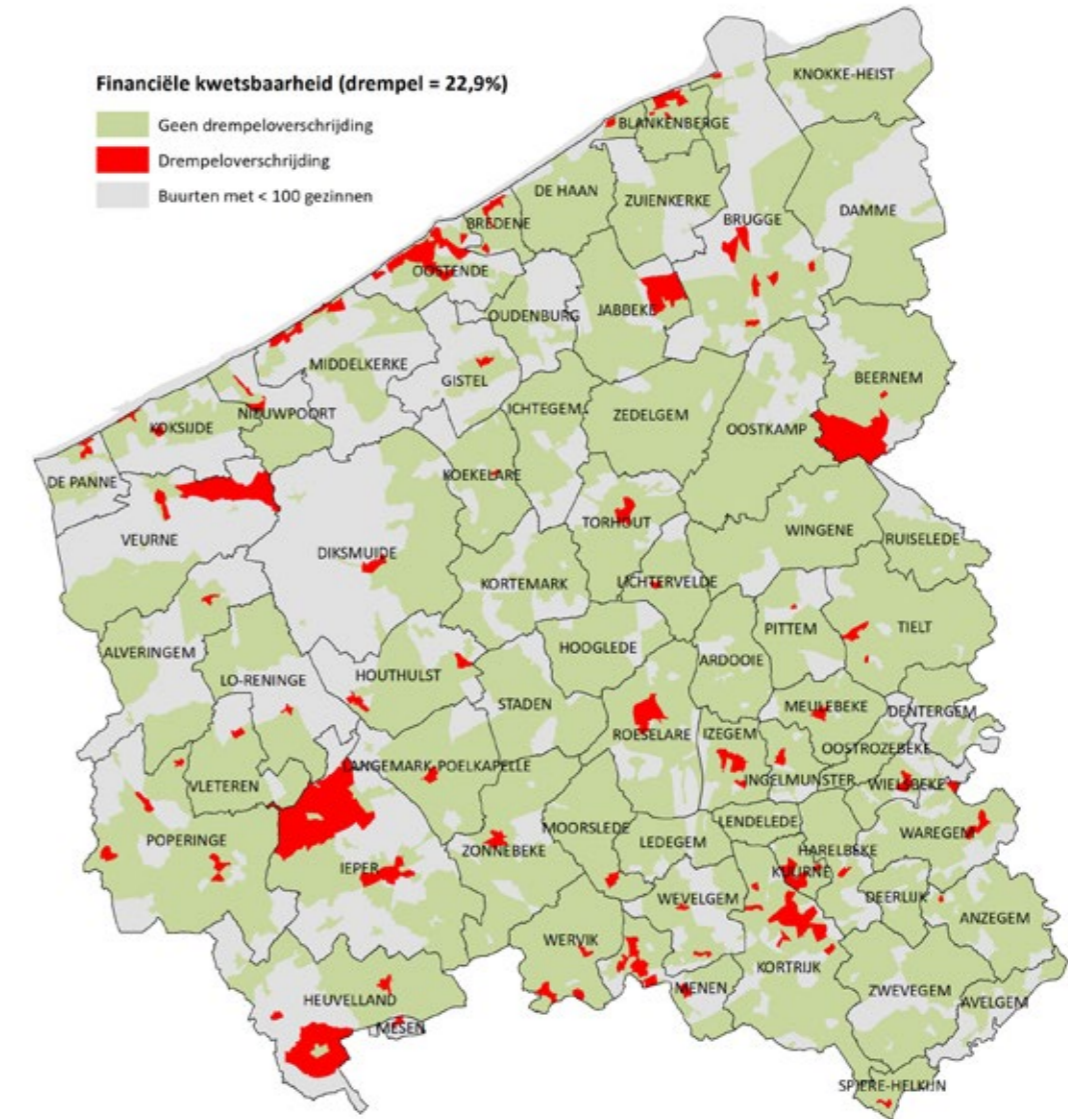 Financiële kwetsbaarheid (drempel = 22,9%)
Geen drempeloverschrijding
Drempeloverschrijding
Buurten met < 100 gezinnen
KNOKKE-HEIST
BLANKENBERGE
DE HAAN
ZUIENKERKE
BREDENE
BRUGGE
DAMME
OOSTENDE
OUDENBURG
JABBEKE
MIDDELKERKE
GISTEL
BEERNEM
NIEUWPOORT
ICHTEGEM
ZEDELGEM
OOSTKAMP
KOKSIJDE
KOEKELARE
DE PANNE
TORHOUT
WINGENE
VEURNE
RUISELEDE
DIKSMUIDE
KORTEMARK
LICHTERVELDE
PITTEM
TIELT
HOOGLEDE
ALVERINGEM
ARDOOIE
HOUTHULST
LO-RENINGE
STADEN
MEULEBEKE
DENTERGEM
ROESELARE
IZEGEM
OOSTROZEBEKE
LANGEMARK-POELKAPELLE
INGELMUNSTER
VLETEREN
WIELSBEKE
LENDELEDE
MOORSLEDE
WAREGEM
POPERINGE
LEDEGEM
ZONNEBEKE
HARELBEKE
IEPER
KUURNE
WEVELGEM
DEERLIJK
ANZEGEM
WERVIK
KORTRIJK
MENEN
ZWEVEGEM
HEUVELLAND
AVELGEM
MESEN
SPIERE-HELKIJN